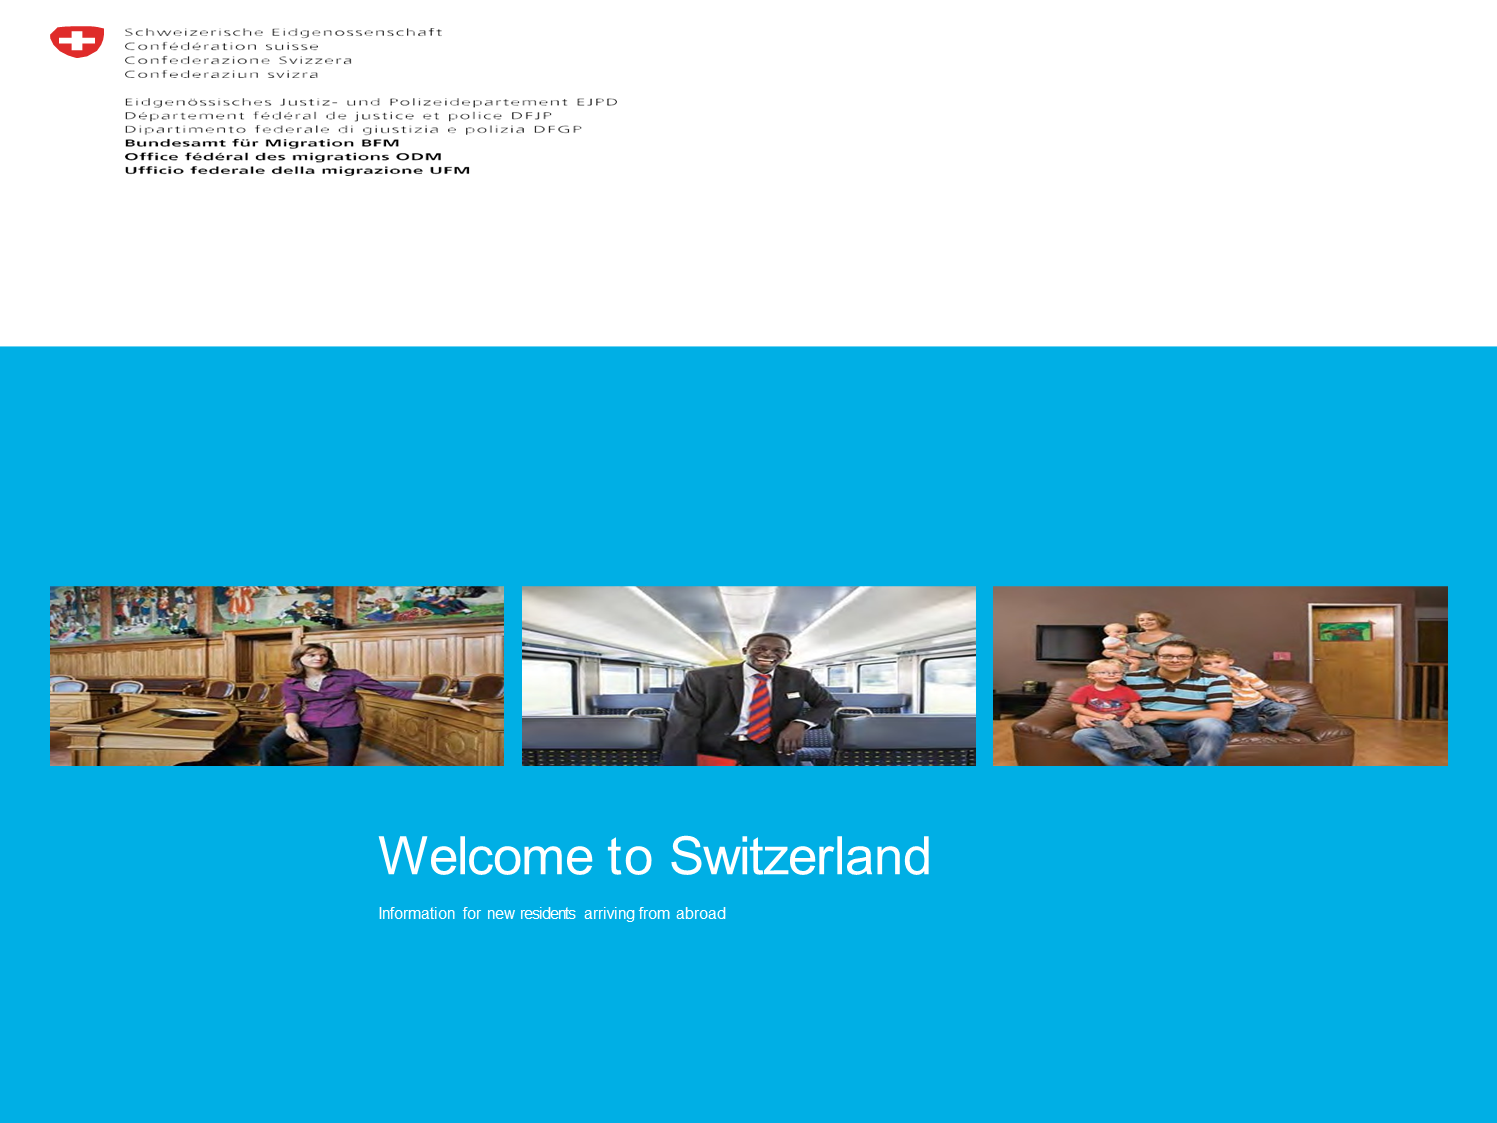 Schweizerische Eidgenossenschaft
Confédération suisse
Confederazione Svizzera
Confederaziun svizra
Eidgenössisches Justiz- und Polizeidepartement EJPD
Département fédéral de justice et police DFJP
Dipartimento federale di giustizia e polizia DFGP
Bundesamt für Migration BFM
Office fédéral des migrations ODM
Ufficio federale della migrazione UFM
Welcome to Switzerland
Information for new residents arriving from abroad